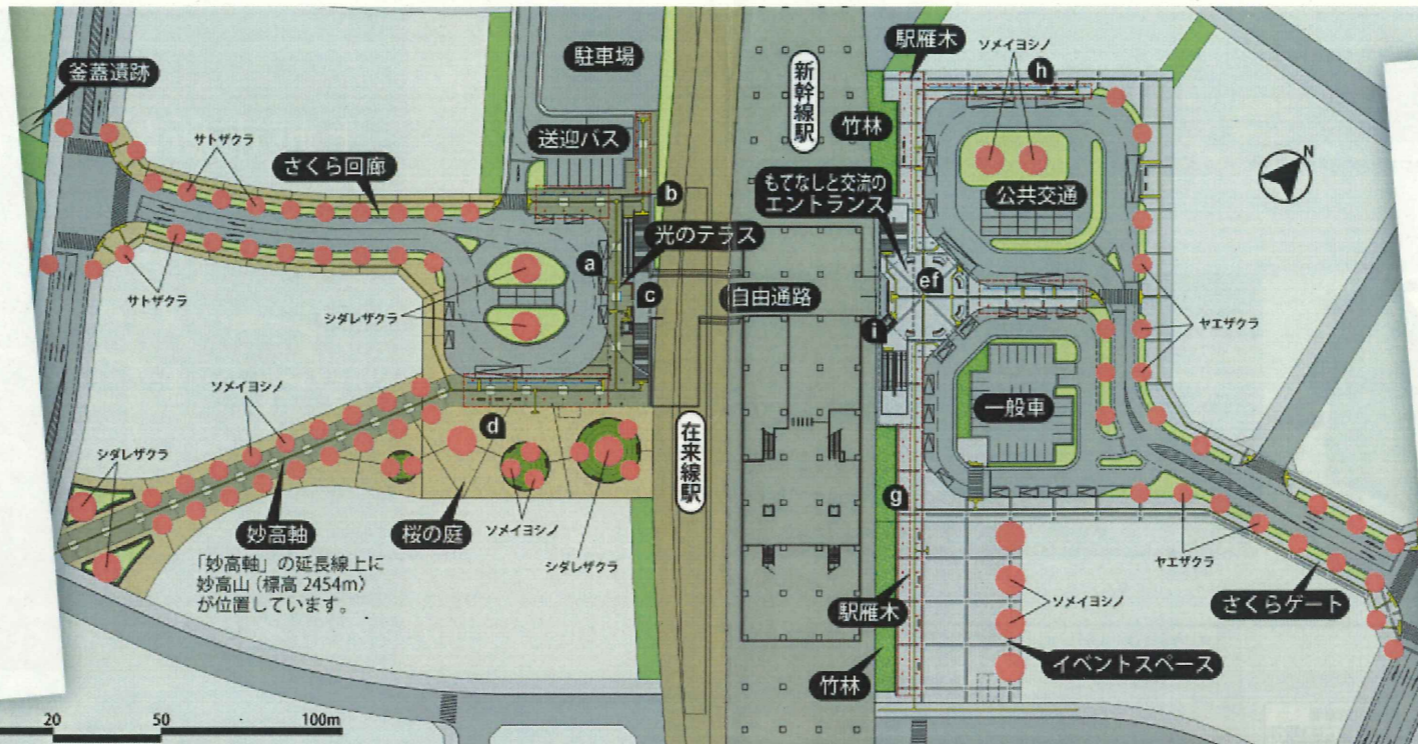 釜蓋遺跡
サトザクラ
さくら回廊
駐車場
送迎バス
b
光のテラス
a
c
サトザクラ
シダレザクラ
自由通路
ソメイヨシノ
シダレザクラ
d
妙高軸
「妙高軸」の延長線上に
妙高山（標高 2454m）
が位置しています。
桜の庭
ソメイヨシノ
シダレザクラ
在来線駅
新幹線駅
駅雁木
ソメイヨシノ
h
竹林
もてなしと交流の
エントランス
公共交通
N
ef
i
ヤエザクラ
一般車
g
ヤエザクラ
駅雁木
ソメイヨシノ
さくらゲート
イベントスペース
竹林
20
50
100m